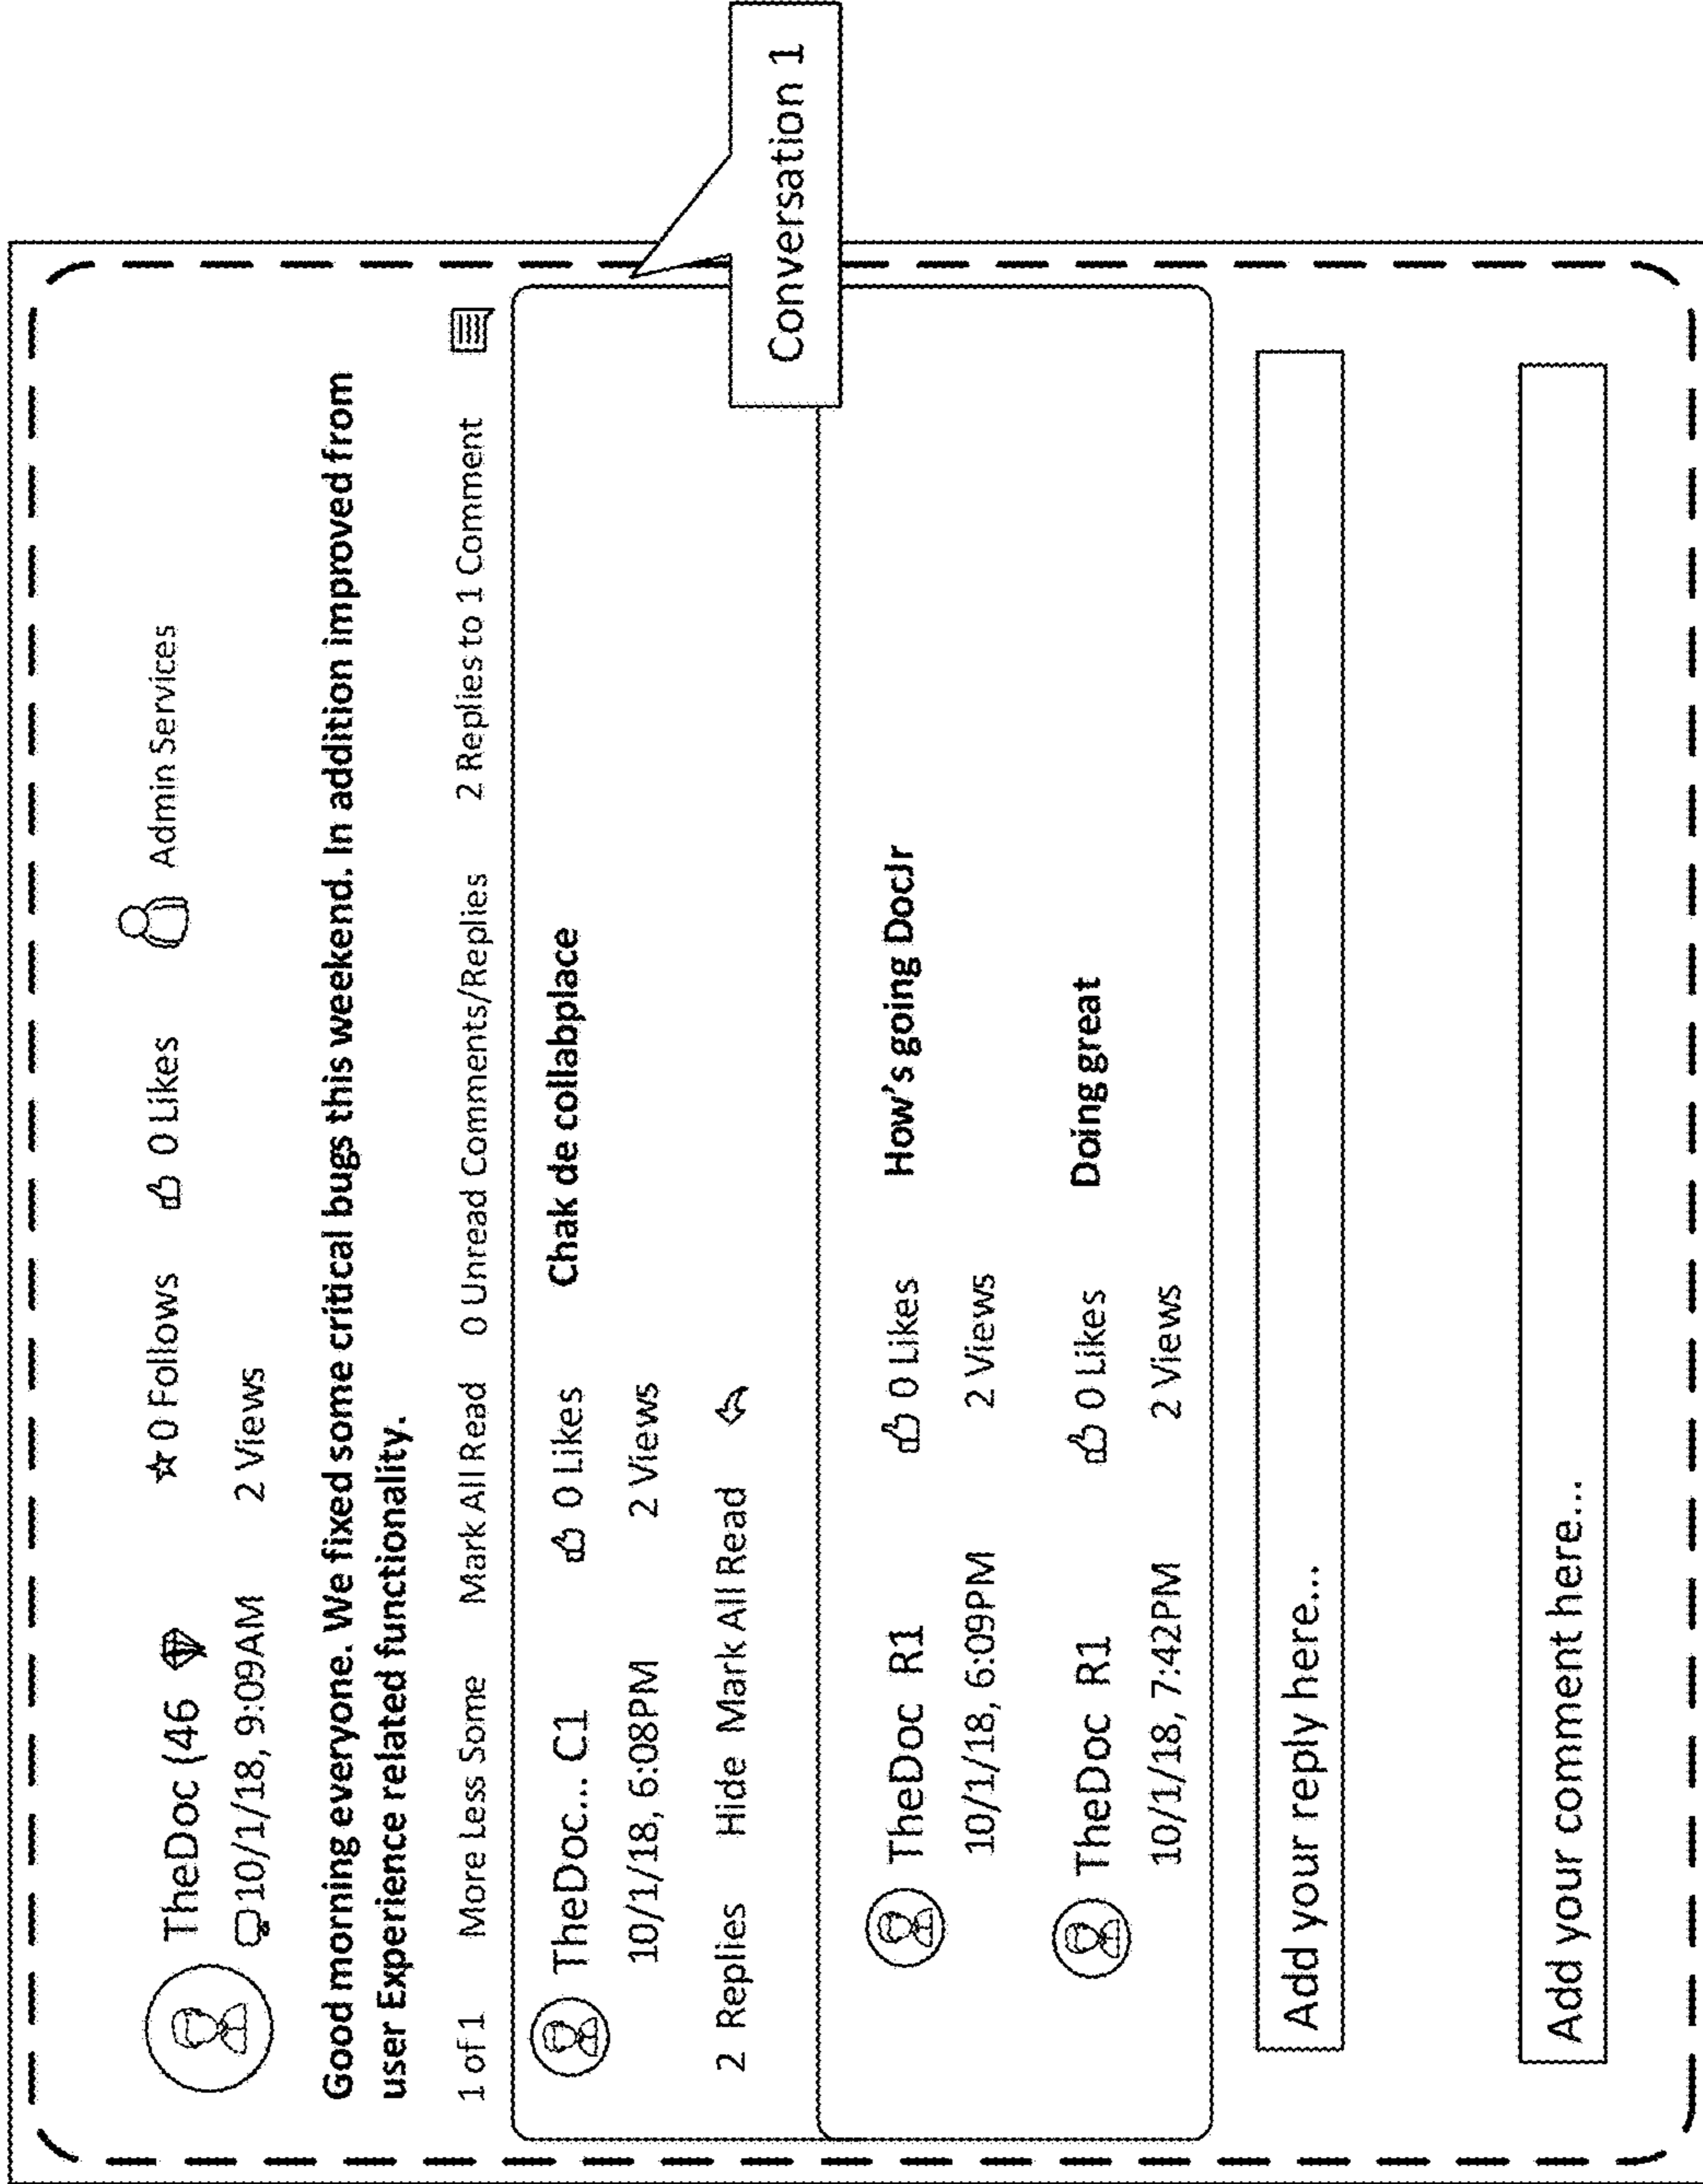 TheDoc (46 ☆ 0 Follows 0 Likes Admin Services
10/1/18, 9:09AM 2 Views
Good morning everyone. We fixed some critical bugs this weekend. In addition improved from
user Experience related functionality.
1 of 1 More Less Some Mark All Read 0 Unread Comments/Replies 2 Replies to 1 Comment
TheDoc... C1 0 Likes Chak de collabplace
10/1/18, 6:08PM 2 Views
2 Replies Hide Mark All Read
Conversation 1
TheDoc R1 0 Likes How's going DocJr
10/1/18, 6:09PM 2 Views
TheDoc R1 0 Likes Doing great
10/1/18, 7:42PM 2 Views
Add your reply here...
Add your comment here...